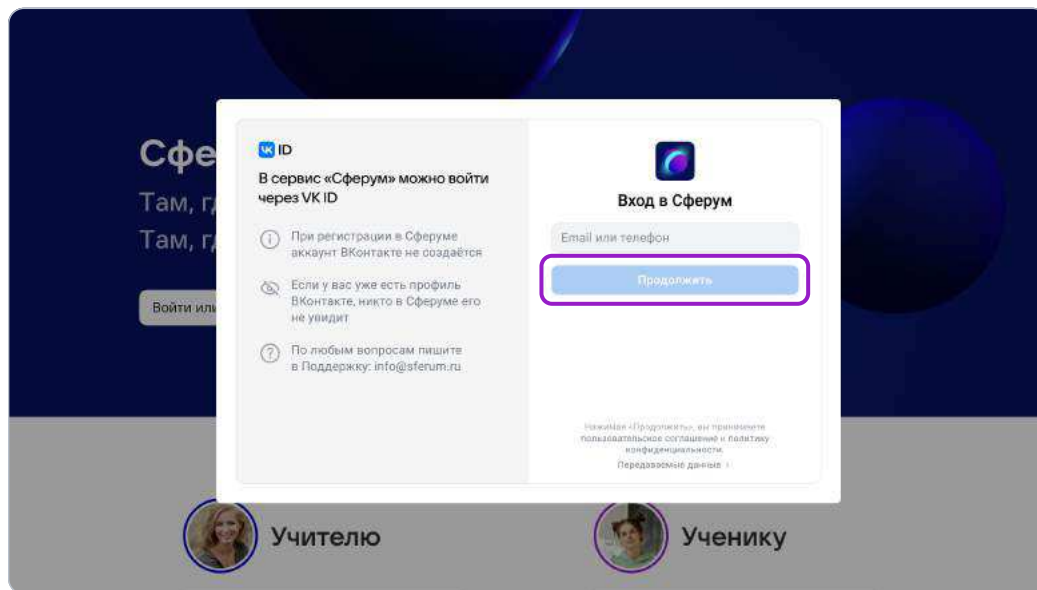 Сфе
Там, г
Там, г
Войти или
VK ID
В сервис «Сферум» можно войти
через VK ID
При регистрации в Сферуме
аккаунт ВКонтакте не создаётся
Если у вас уже есть профиль
ВКонтакте, никто в Сферуме его
не увидит
По любым вопросам пишите
в Поддержку: info@sferum.ru
Вход в Сферум
Email или телефон
Продолжить
Нажимая «Продолжить», вы принимаете
пользовательское соглашение и политику
конфиденциальности
Передаваемые данные ›
Учителю
Ученику